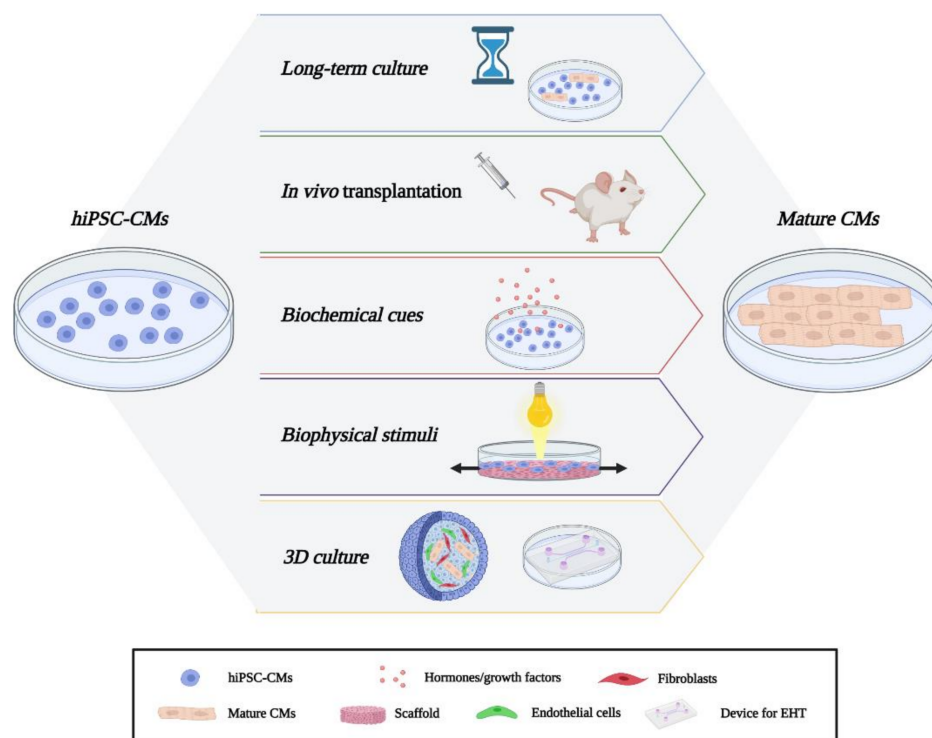 Long-term culture
In vivo transplantation
hiPSC-CMs
Mature CMs
Biochemical cues
Biophysical stimuli
3D culture
hiPSC-CMs
Hormones/growth factors
Fibroblasts
Mature CMs
Scaffold
Endothelial cells
Device for EHT